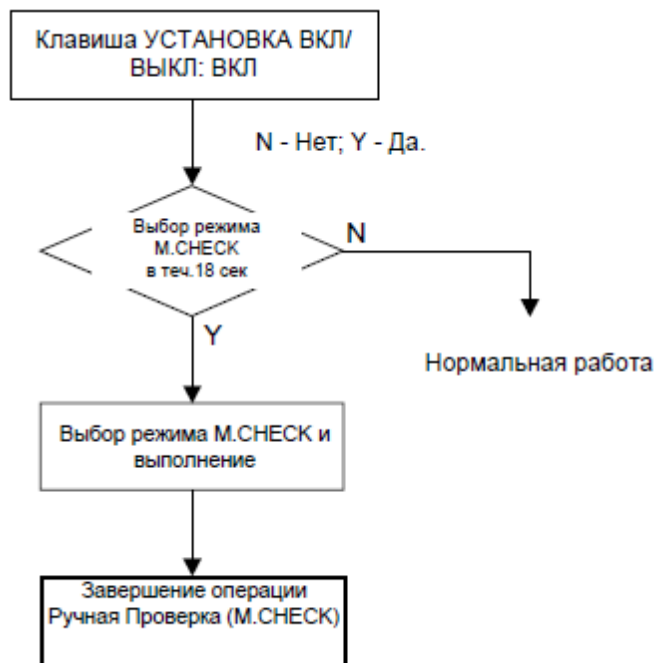 Клавиша УСТАНОВКА ВКЛ/
ВЫКЛ: ВКЛ
N - Нет; Y - Да.
Выбор режима
M.CHECK
в теч.18 сек
N
Y
Нормальная работа
Выбор режима M.CHECK и
выполнение
Завершение операции
Ручная Проверка (M.CHECK)